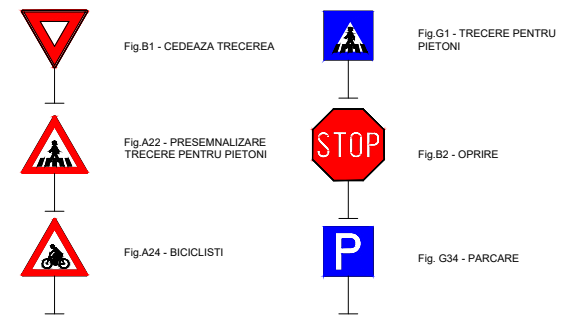 Fig.B1 - CEDEAZA TRECEREA
Fig.A22 - PRESEMNALIZARE
TRECERE PENTRU PIETONI
Fig.A24 - BICICLISTI
Fig.G1 - TRECERE PENTRU
PIETONI
STOP
Fig.B2 - OPRIRE
P
Fig. G34 - PARCARE